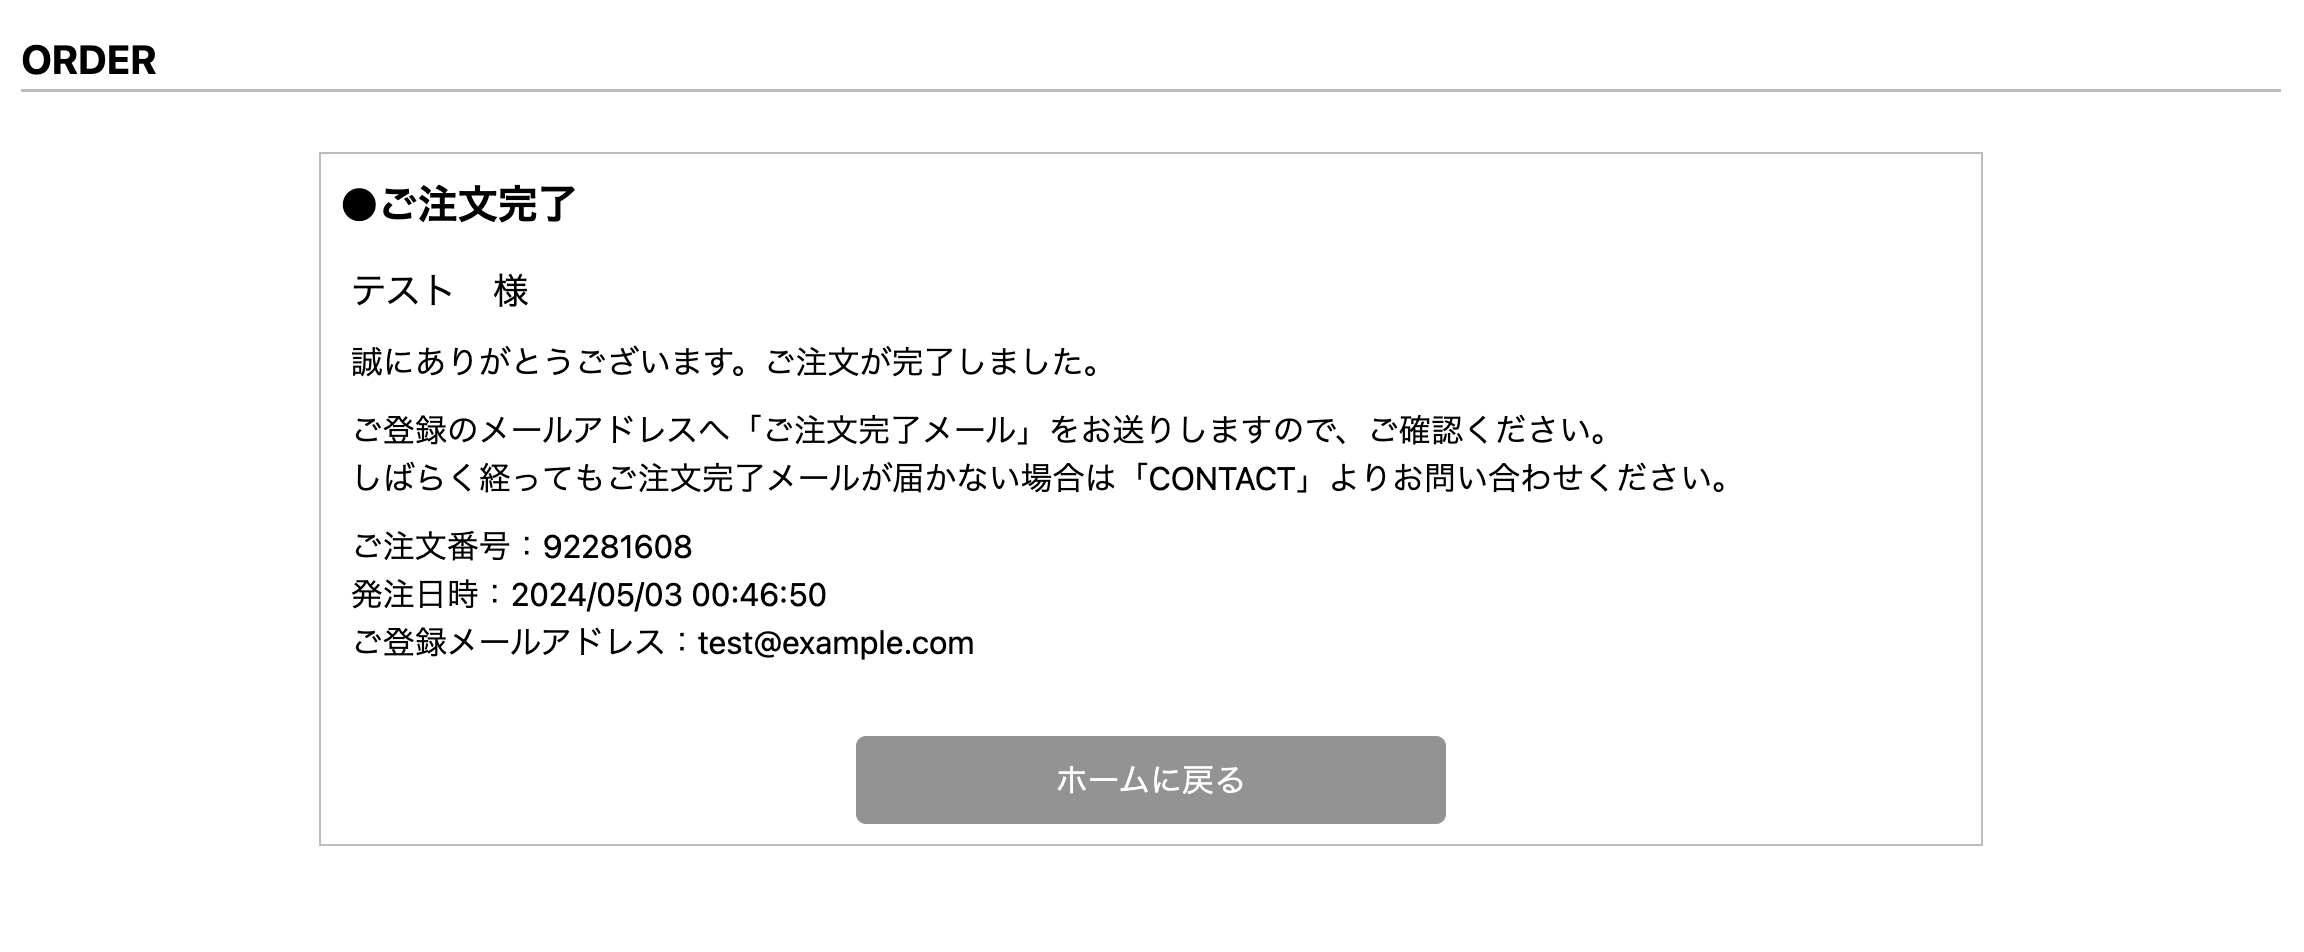 ORDER
●ご注文完了
テスト　様
誠にありがとうございます。ご注文が完了しました。
ご登録のメールアドレスへ「ご注文完了メール」をお送りしますので、ご確認ください。
しばらく経ってもご注文完了メールが届かない場合は「CONTACT」よりお問い合わせください。
ご注文番号：92281608
発注日時：2024/05/03 00:46:50
ご登録メールアドレス：test@example.com
ホームに戻る